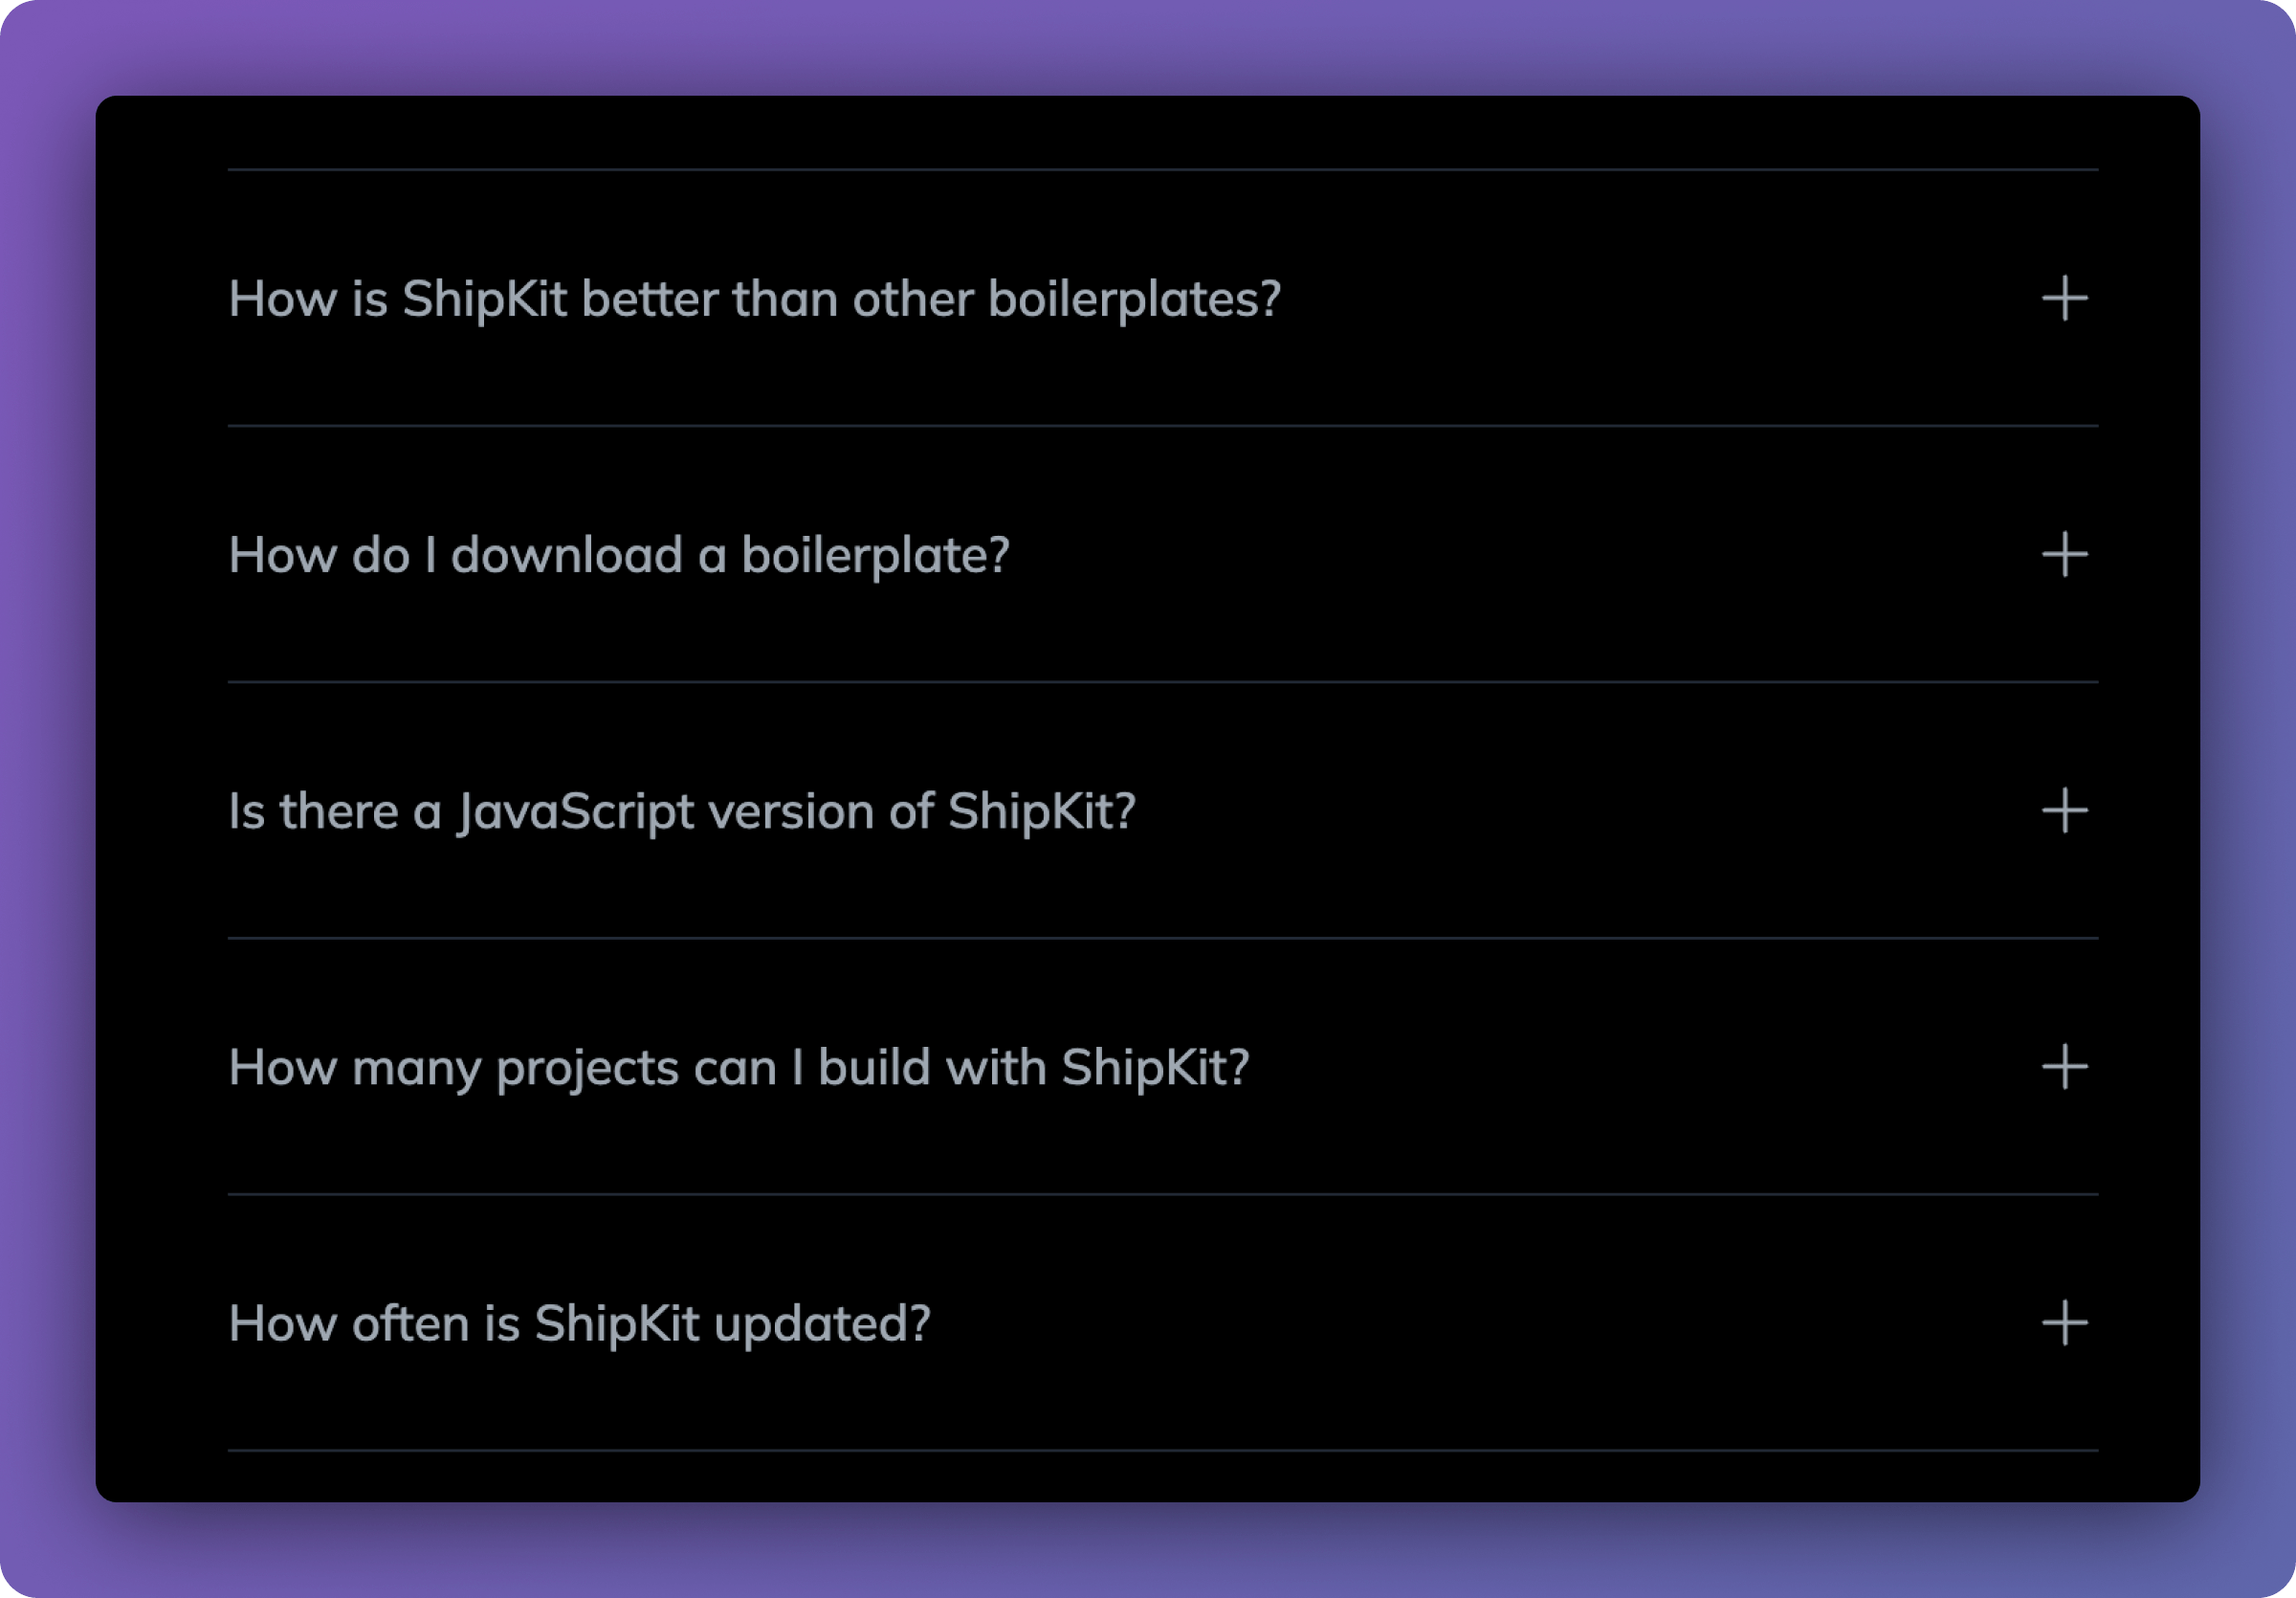 How is ShipKit better than other boilerplates?
How do I download a boilerplate?
Is there a JavaScript version of ShipKit?
How many projects can I build with ShipKit?
How often is ShipKit updated?